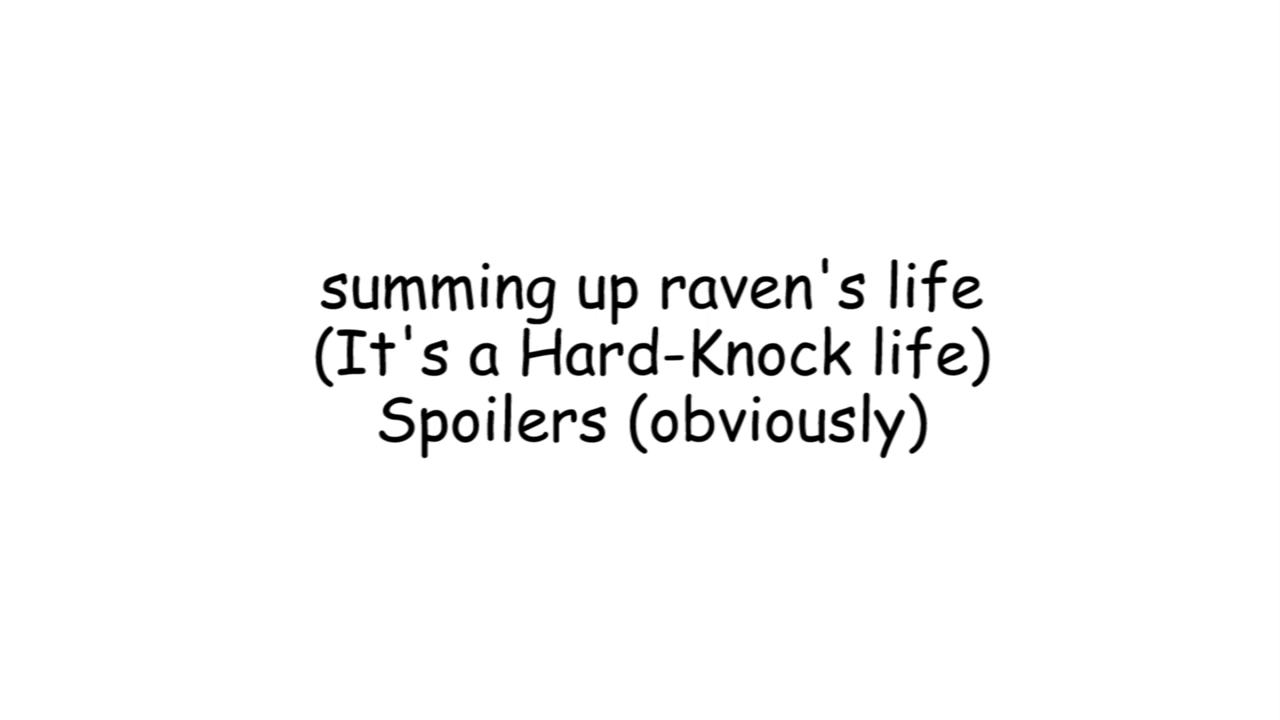 summing up raven's life
(It's a Hard-Knock life)
Spoilers (obviously)